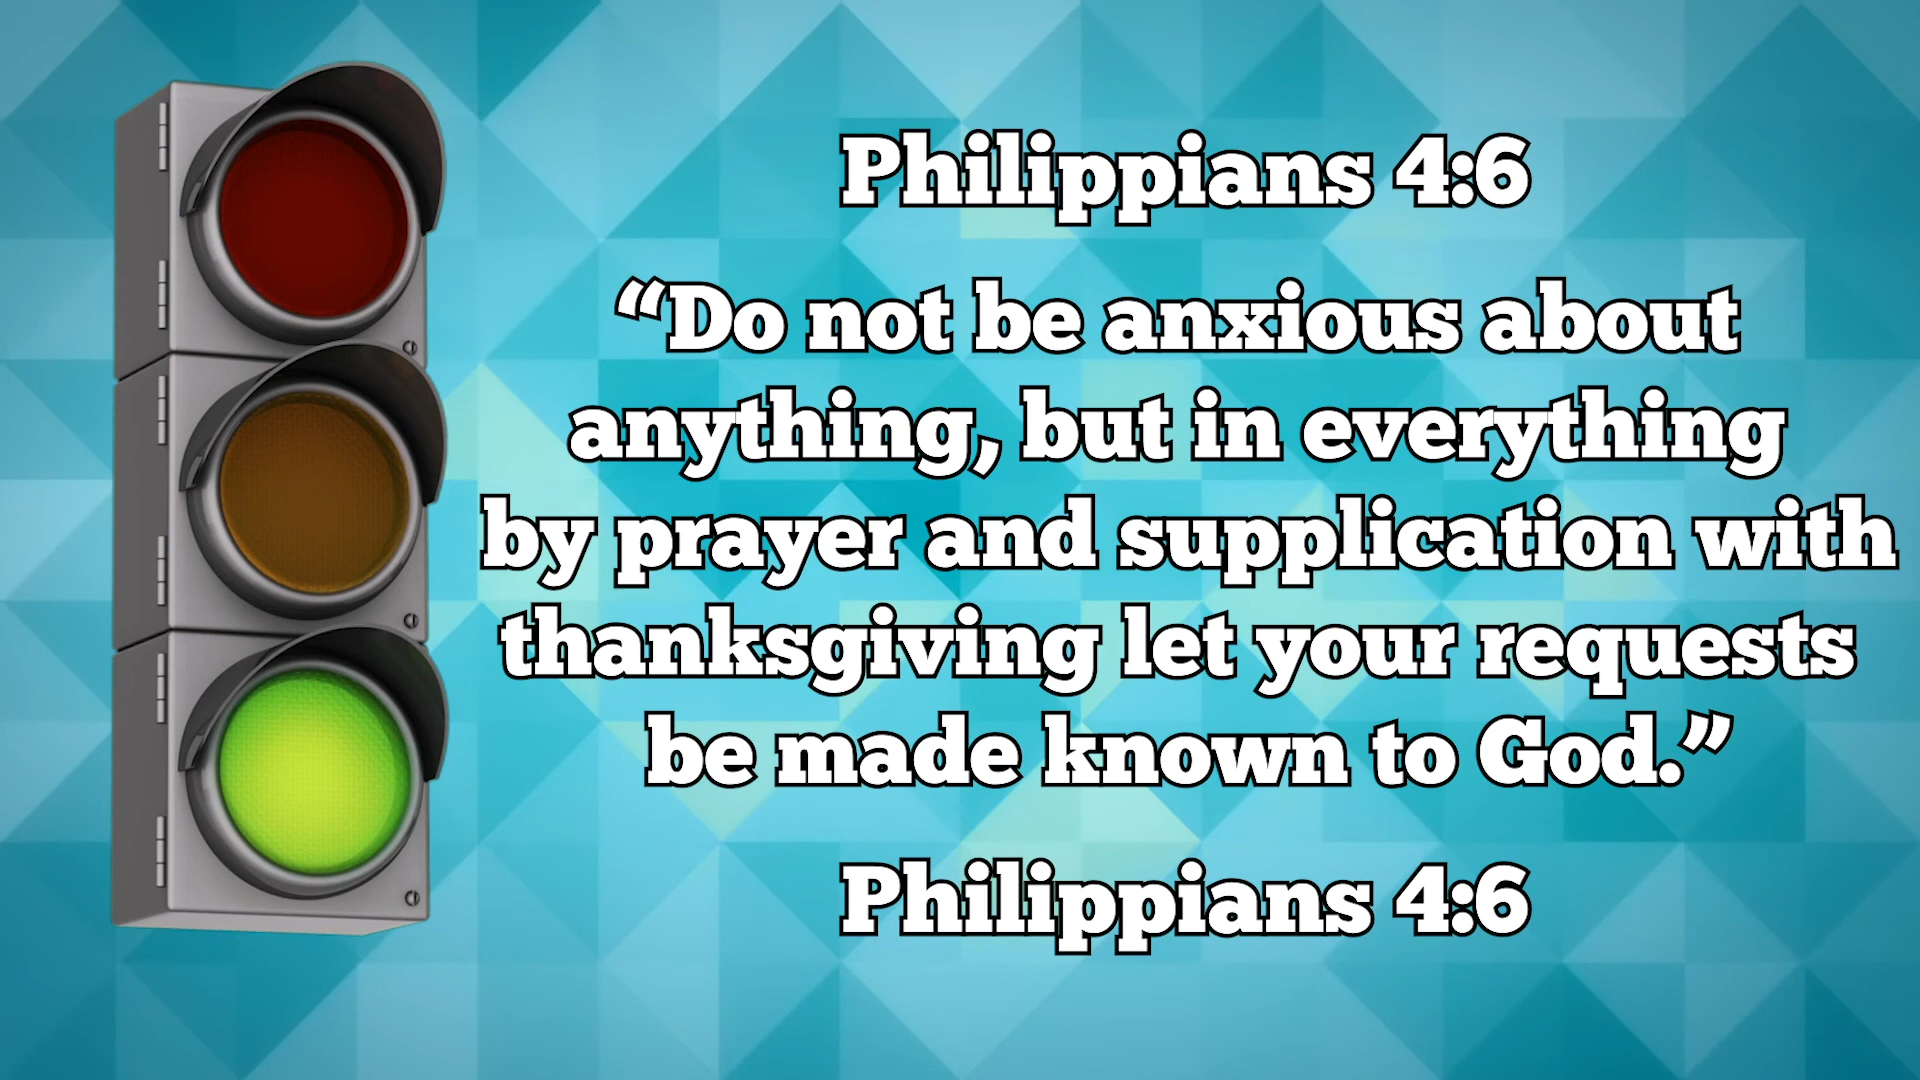 Philippians 4:6
“Do not be anxious about
anything, but in everything
by prayer and supplication with
thanksgiving let your requests
be made known to God.”
Philippians 4:6